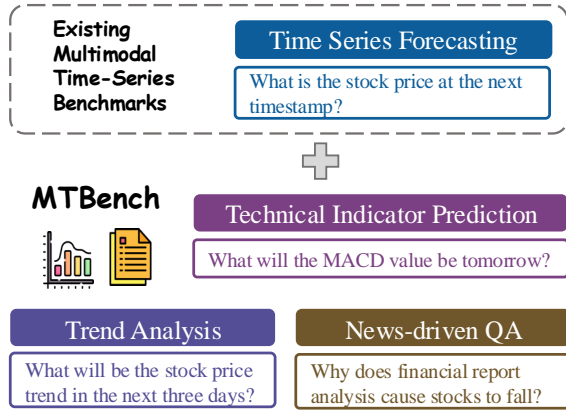 Existing
Multimodal
Time-Series
Benchmarks
Time Series Forecasting
What is the stock price at the next
timestamp?
MTBench
Technical Indicator Prediction
What will the MACD value be tomorrow?
Trend Analysis
What will be the stock price
trend in the next three days?
News-driven QA
Why does financial report
analysis cause stocks to fall?